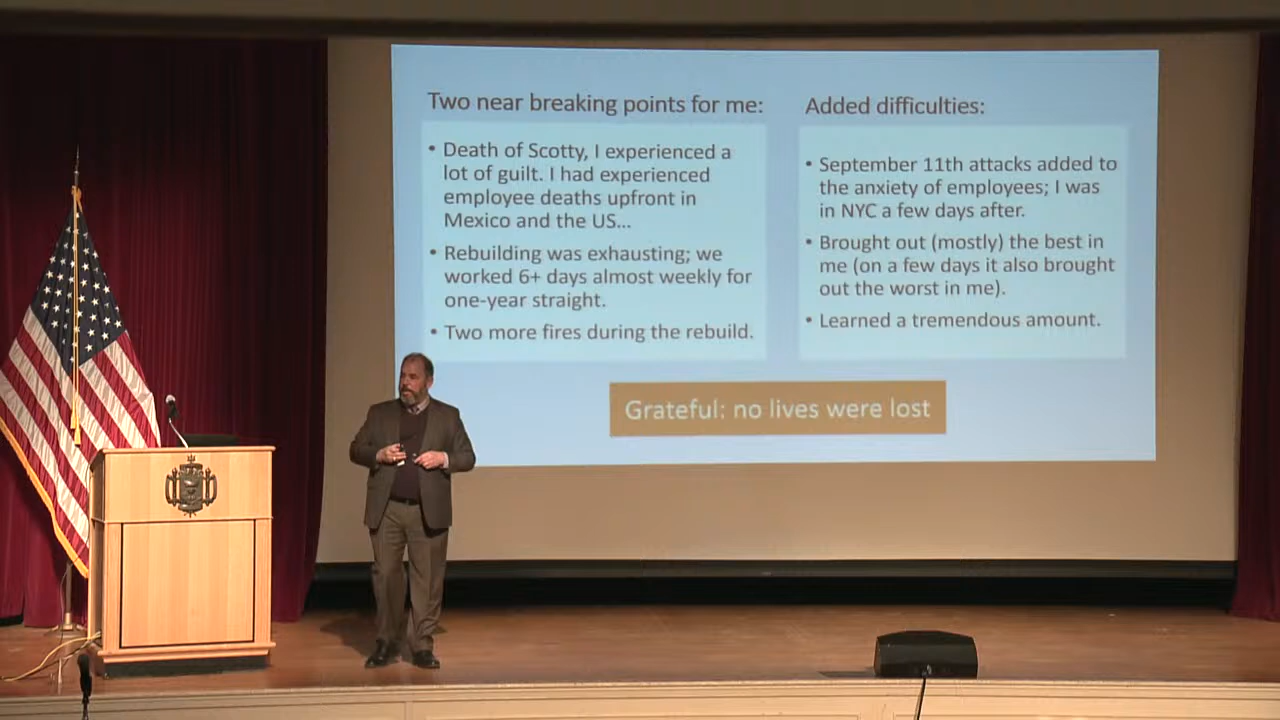 Two near breaking points for me:
• Death of Scotty, I experienced a
lot of guilt. I had experienced
employee deaths upfront in
Mexico and the US...
• Rebuilding was exhausting; we
worked 6+ days almost weekly for
one-year straight.
• Two more fires during the rebuild.
Added difficulties:
• September 11th attacks added to
the anxiety of employees; I was
in NYC a few days after.
• Brought out (mostly) the best in
me (on a few days it also brought
out the worst in me).
• Learned a tremendous amount.
Grateful: no lives were lost